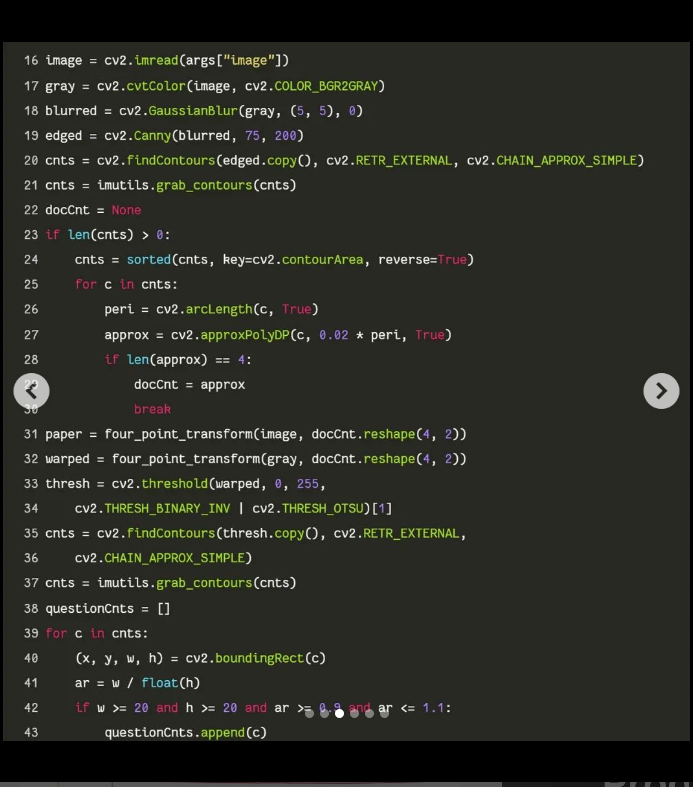 16 image = cv2.imread(args["image"])
17 gray = cv2.cvtColor(image, cv2.COLOR_BGR2GRAY)
18 blurred = cv2.GaussianBlur(gray, (5, 5), 0)
19 edged = cv2.Canny(blurred, 75, 200)
20 cnts = cv2.findContours(edged.copy(), cv2.RETR_EXTERNAL, cv2.CHAIN_APPROX_SIMPLE)
21 cnts = imutils.grab_contours(cnts)
22 docCnt = None
23 if len(cnts) > 0:
24     cnts = sorted(cnts, key=cv2.contourArea, reverse=True)
25     for c in cnts:
26         peri = cv2.arcLength(c, True)
27         approx = cv2.approxPolyDP(c, 0.02 * peri, True)
28         if len(approx) == 4:
29             docCnt = approx
30             break
31 paper = four_point_transform(image, docCnt.reshape(4, 2))
32 warped = four_point_transform(gray, docCnt.reshape(4, 2))
33 thresh = cv2.threshold(warped, 0, 255,
34     cv2.THRESH_BINARY_INV | cv2.THRESH_OTSU)[1]
35 cnts = cv2.findContours(thresh.copy(), cv2.RETR_EXTERNAL,
36     cv2.CHAIN_APPROX_SIMPLE)
37 cnts = imutils.grab_contours(cnts)
38 questionCnts = []
39 for c in cnts:
40     (x, y, w, h) = cv2.boundingRect(c)
41     ar = w / float(h)
42     if w >= 20 and h >= 20 and ar >= 0.9 and ar <= 1.1:
43         questionCnts.append(c)